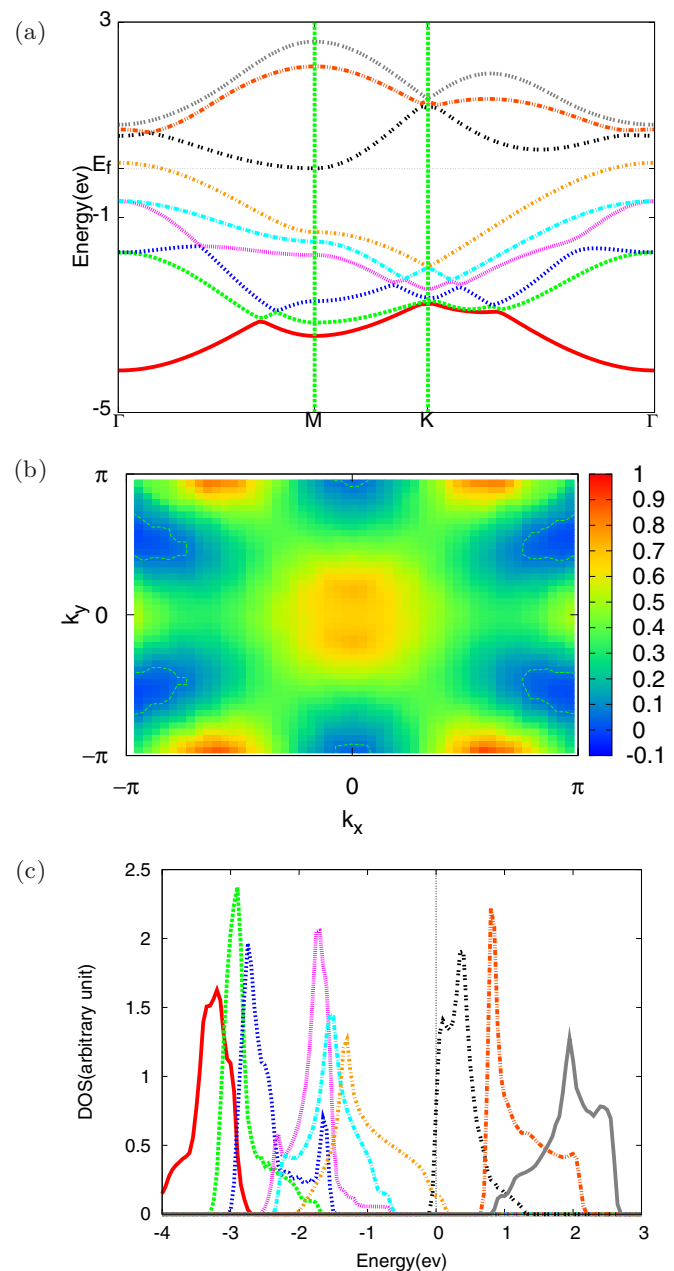 (a)
3
E_f
-1
-5
Energy(ev)
Γ M K Γ
(b)
π
0
−π
k_y
−π 0 π
k_x
1
0.9
0.8
0.7
0.6
0.5
0.4
0.3
0.2
0.1
0
-0.1
(c)
2.5
2
1.5
1
0.5
0
DOS(arbitrary unit)
-4 -3 -2 -1 0 1 2 3
Energy(ev)